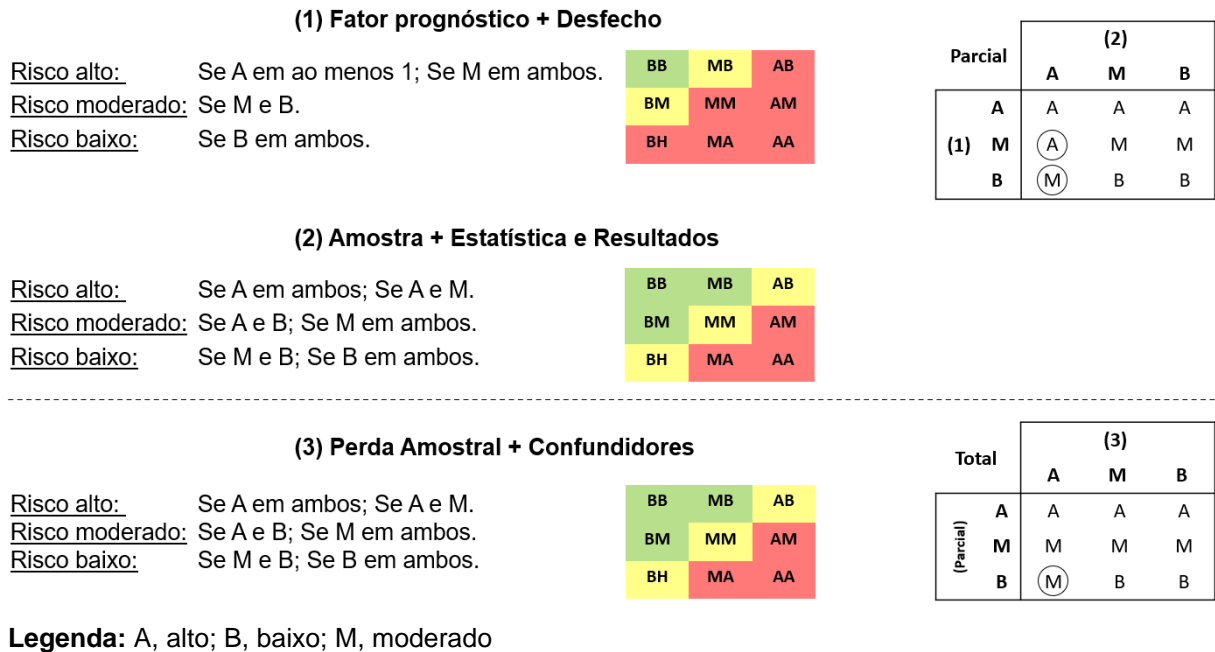 (1) Fator prognóstico + Desfecho
Risco alto: Se A em ao menos 1; Se M em ambos.
Risco moderado: Se M e B.
Risco baixo: Se B em ambos.
BB MB AB
BM MM AM
BH MA AA
Parcial (2)
A M B
A A A A
(1) M A M M
B M B B
(2) Amostra + Estatística e Resultados
Risco alto: Se A em ambos; Se A e M.
Risco moderado: Se A e B; Se M em ambos.
Risco baixo: Se M e B; Se B em ambos.
BB MB AB
BM MM AM
BH MA AA
(3) Perda Amostral + Confundidores
Risco alto: Se A em ambos; Se A e M.
Risco moderado: Se A e B; Se M em ambos.
Risco baixo: Se M e B; Se B em ambos.
BB MB AB
BM MM AM
BH MA AA
Total (3)
A M B
A A A A
(Parcial) M M M M
B M B B
Legenda: A, alto; B, baixo; M, moderado